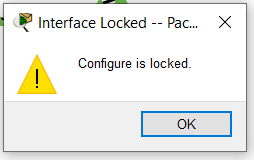 Interface Locked -- Pac...
Configure is locked.
OK